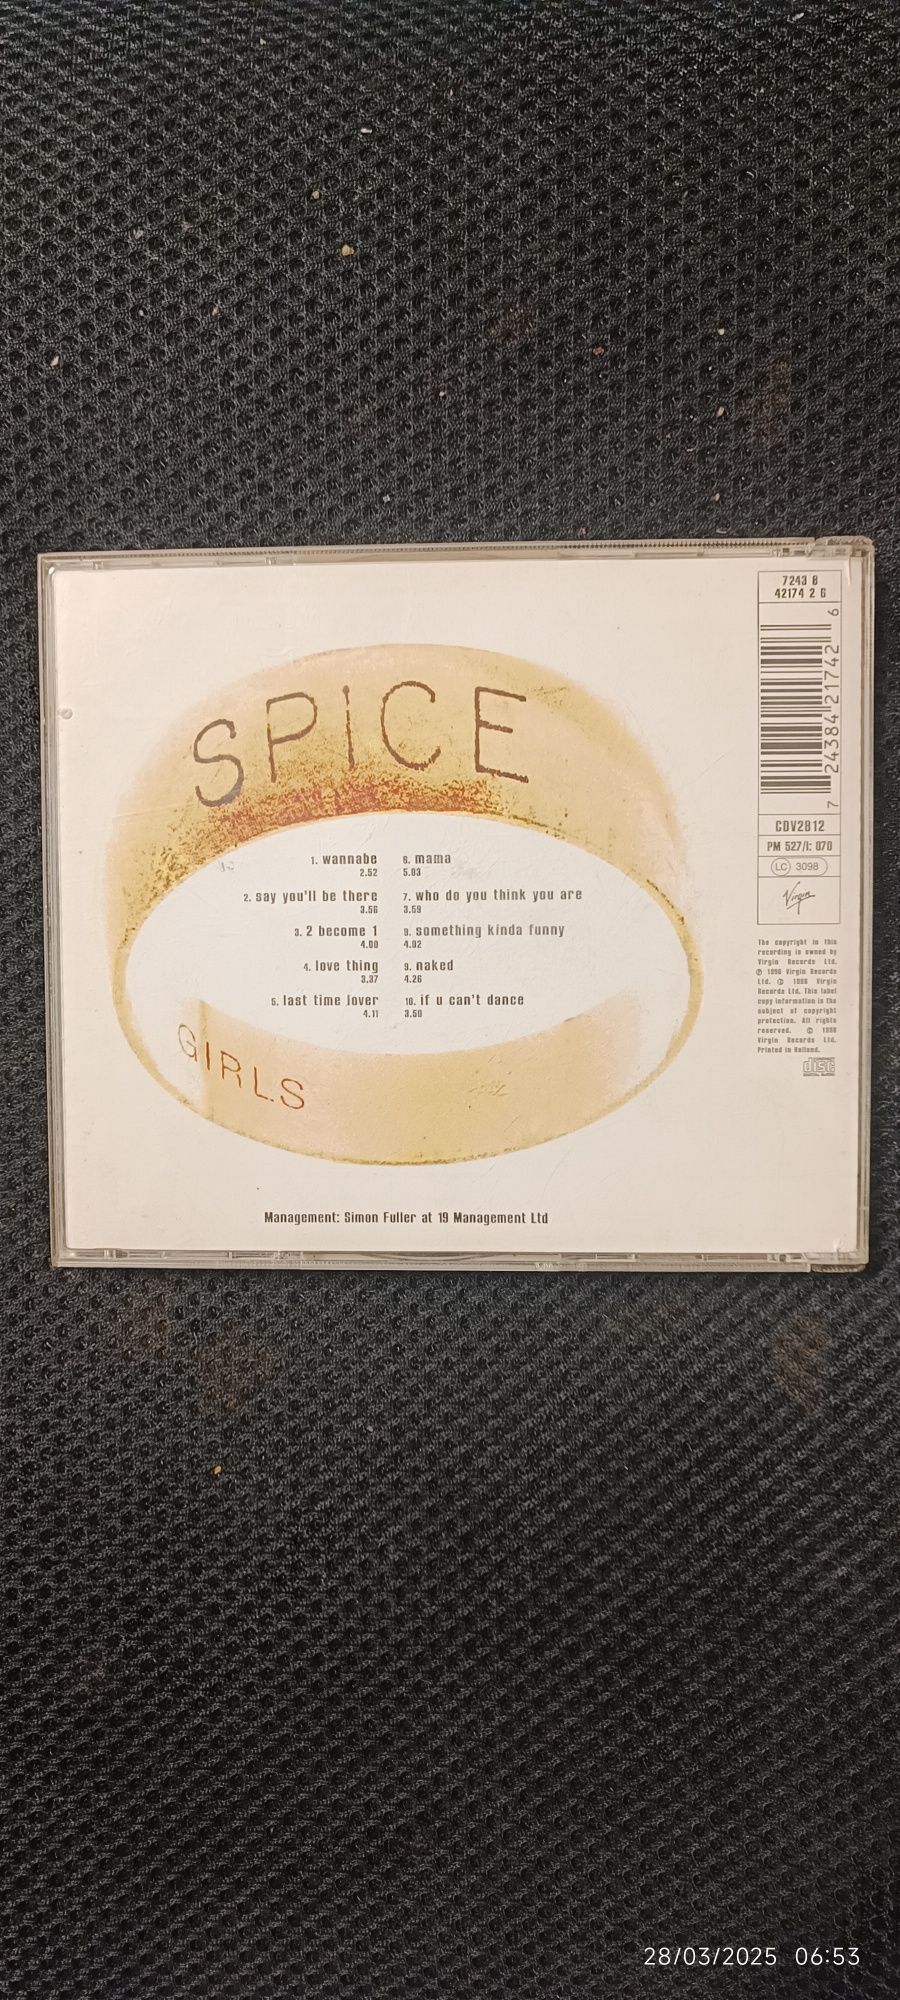 SPICE
1. wannabe
2.52
2. say you'll be there
3.56
3. 2 become 1
4.00
4. love thing
3.37
5. last time lover
4.11
6. mama
5.03
7. who do you think you are
3.59
8. something kinda funny
4.02
9. naked
4.26
10. if u can't dance
3.50
GIRLS
Management: Simon Fuller at 19 Management Ltd
7243 8
42174 2 6
7 24384 21742 6
CDV2812
PM 527/I: 070
LC 3098
Virgin
The copyright in this
recording is owned by
Virgin Records Ltd.
℗ 1996 Virgin Records
Ltd. © 1996 Virgin
Records Ltd. This label
copy information is the
subject of copyright
protection. All rights
reserved. © 1996
Virgin Records Ltd.
Printed in Holland.
disc
28/03/2025 06:53